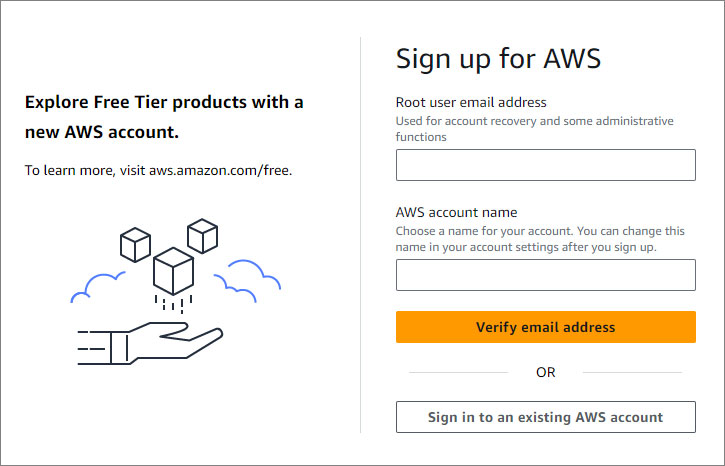 Explore Free Tier products with a
new AWS account.
To learn more, visit aws.amazon.com/free.
Sign up for AWS
Root user email address
Used for account recovery and some administrative
functions
AWS account name
Choose a name for your account. You can change this
name in your account settings after you sign up.
Verify email address
OR
Sign in to an existing AWS account